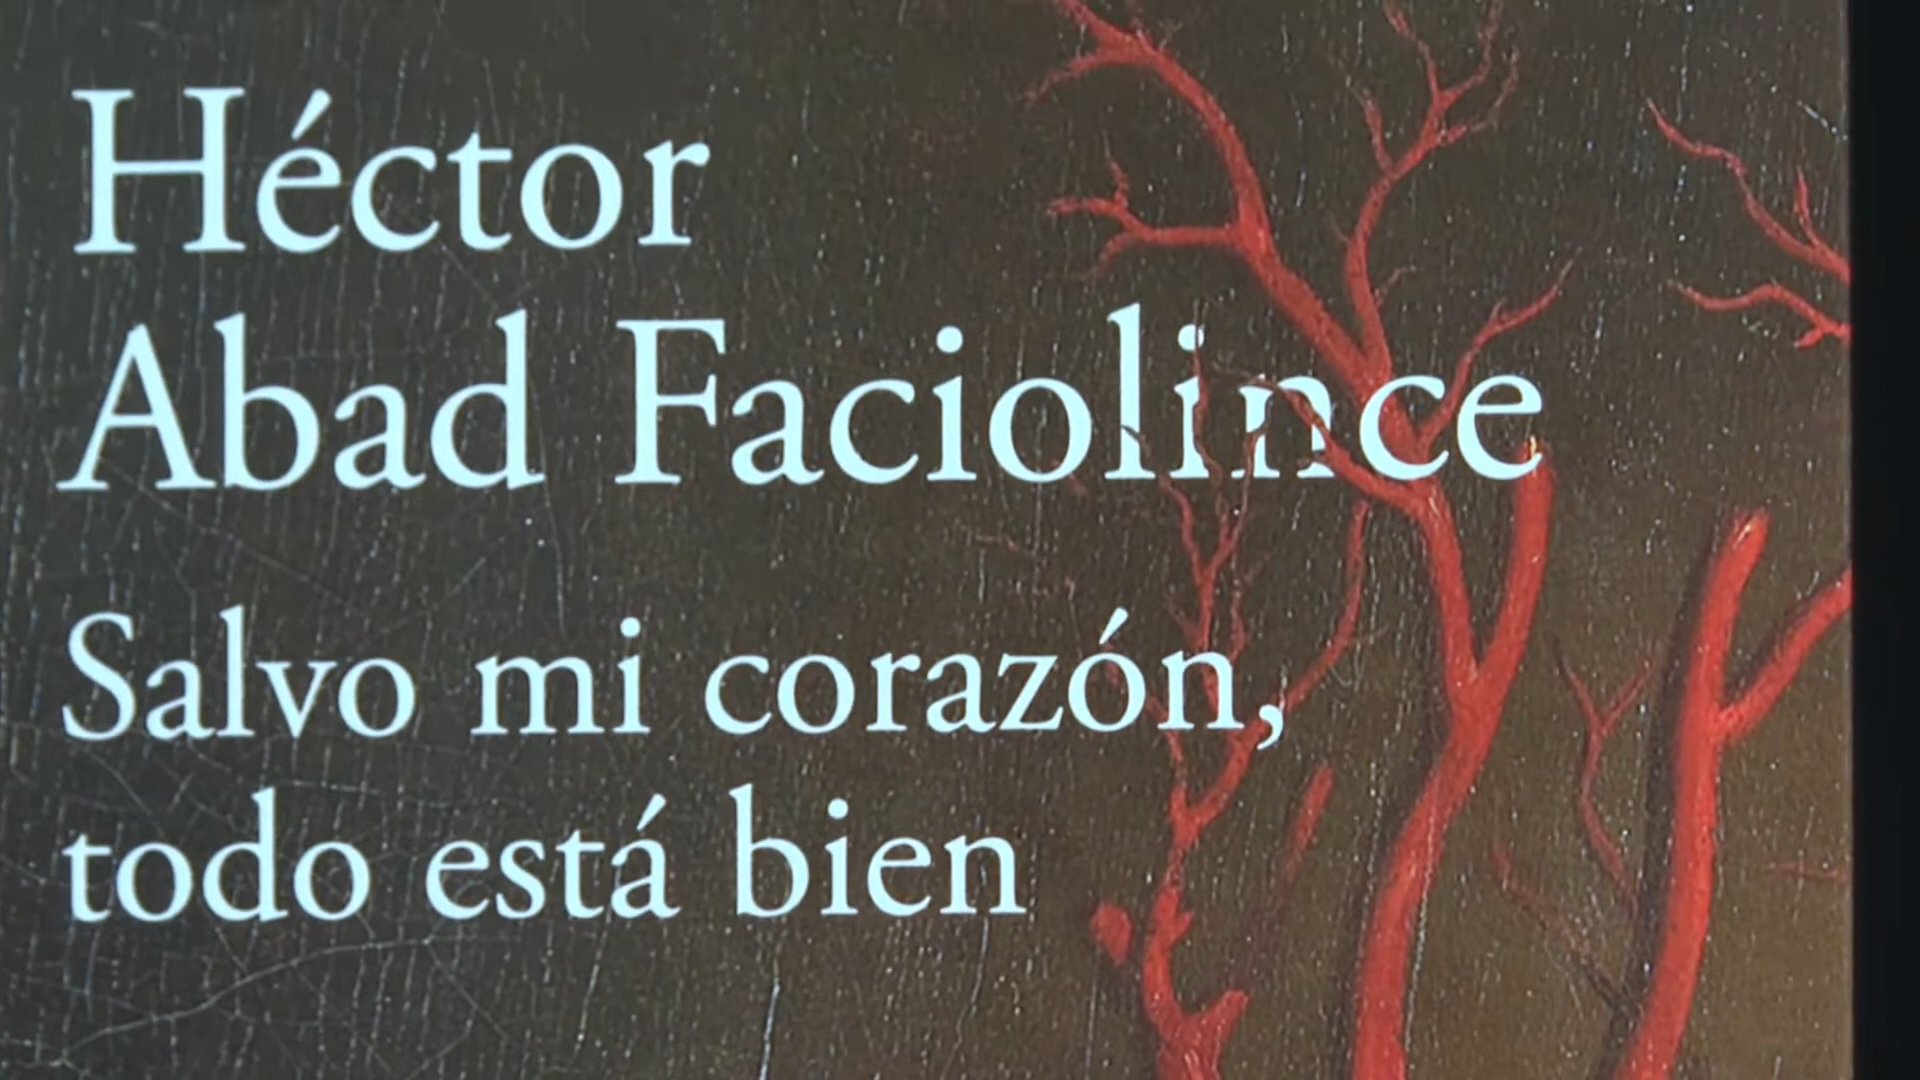 Héctor
Abad Faciolince
Salvo mi corazón,
todo está bien